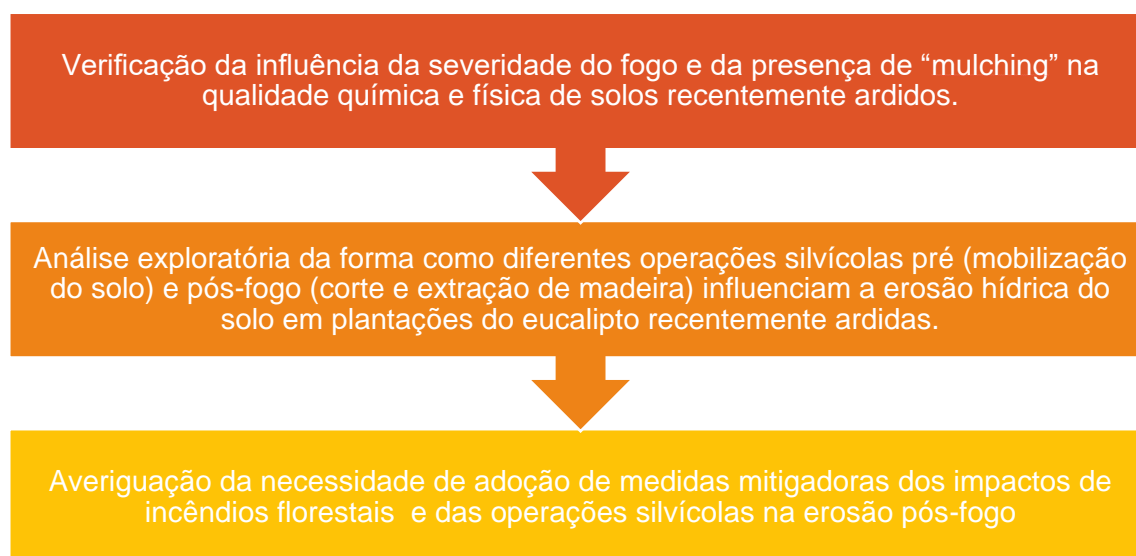 Verificação da influência da severidade do fogo e da presença de “mulching” na
qualidade química e física de solos recentemente ardidos.
Análise exploratória da forma como diferentes operações silvícolas pré (mobilização
do solo) e pós-fogo (corte e extração de madeira) influenciam a erosão hídrica do
solo em plantações do eucalipto recentemente ardidas.
Averiguação da necessidade de adoção de medidas mitigadoras dos impactos de
incêndios florestais e das operações silvícolas na erosão pós-fogo